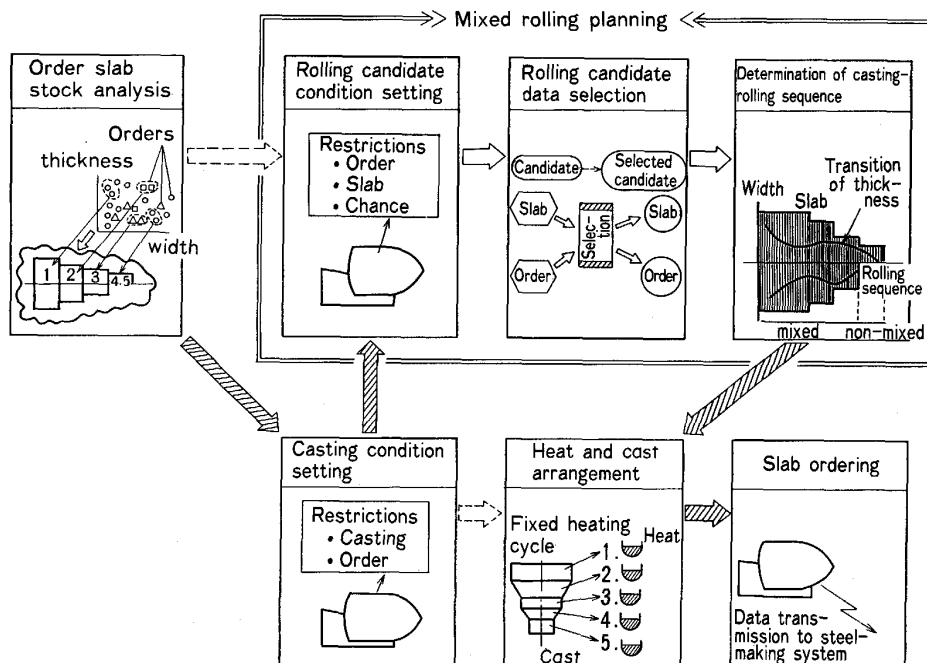 Mixed rolling planning
Order slab
stock analysis
Orders
thickness
width
1
2
3
4.5
Rolling candidate
condition setting
Restrictions
• Order
• Slab
• Chance
Rolling candidate
data selection
Candidate
Selected
candidate
Slab
Order
Selection
Slab
Order
Determination of casting-
rolling sequence
Transition
of thick-
ness
Width
Slab
Rolling
sequence
mixed
non-mixed
Casting condition
setting
Restrictions
• Casting
• Order
Heat and cast
arrangement
Fixed heating
cycle
Heat
1.
2.
3.
4.
5.
Cast
Slab ordering
Data trans-
mission to steel-
making system